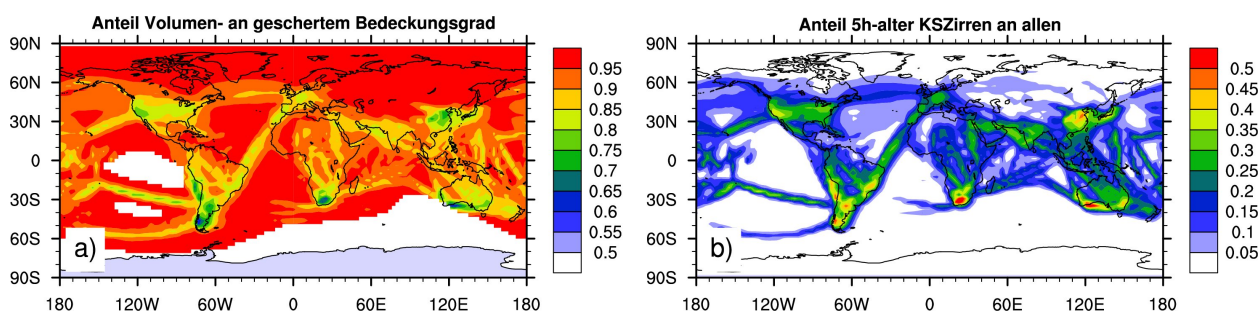 Anteil Volumen- an geschertem Bedeckungsgrad
90N
60N
30N
0
30S
60S
90S
180
120W
60W
0
60E
120E
180
a)
0.95
0.9
0.85
0.8
0.75
0.7
0.65
0.6
0.55
0.5
Anteil 5h-alter KSZirren an allen
90N
60N
30N
0
30S
60S
90S
180
120W
60W
0
60E
120E
180
b)
0.5
0.45
0.4
0.35
0.3
0.25
0.2
0.15
0.1
0.05